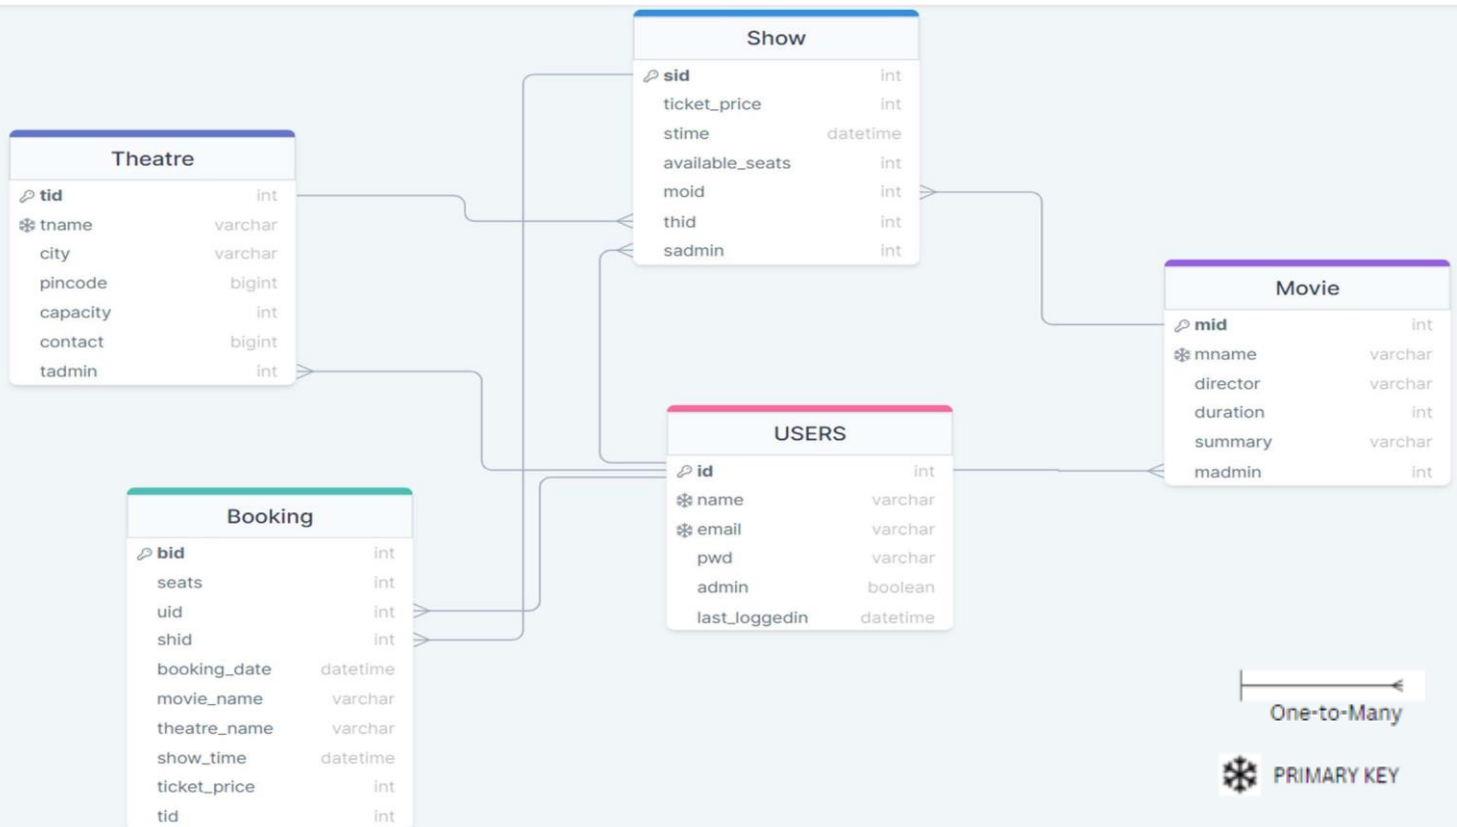 Show
sid int
ticket_price int
stime datetime
available_seats int
moid int
thid int
sadmin int
Theatre
tid int
tname varchar
city varchar
pincode bigint
capacity int
contact bigint
tadmin int
Movie
mid int
mname varchar
director varchar
duration int
summary varchar
madmin int
USERS
id int
name varchar
email varchar
pwd varchar
admin boolean
last_loggedin datetime
Booking
bid int
seats int
uid int
shid int
booking_date datetime
movie_name varchar
theatre_name varchar
show_time datetime
ticket_price int
tid int
One-to-Many
PRIMARY KEY